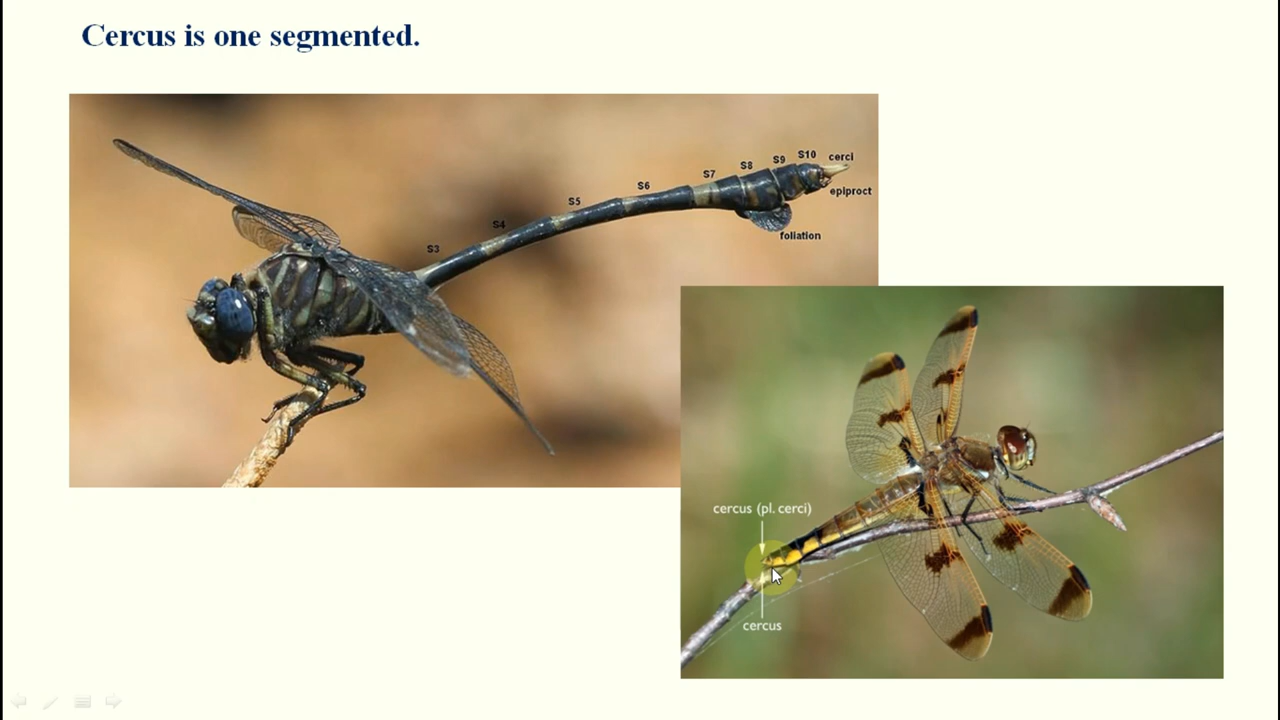 Cercus is one segmented.
S3
S4
S5
S6
S7
S8
S9
S10
cerci
epiproct
foliation
cercus (pl. cerci)
cercus